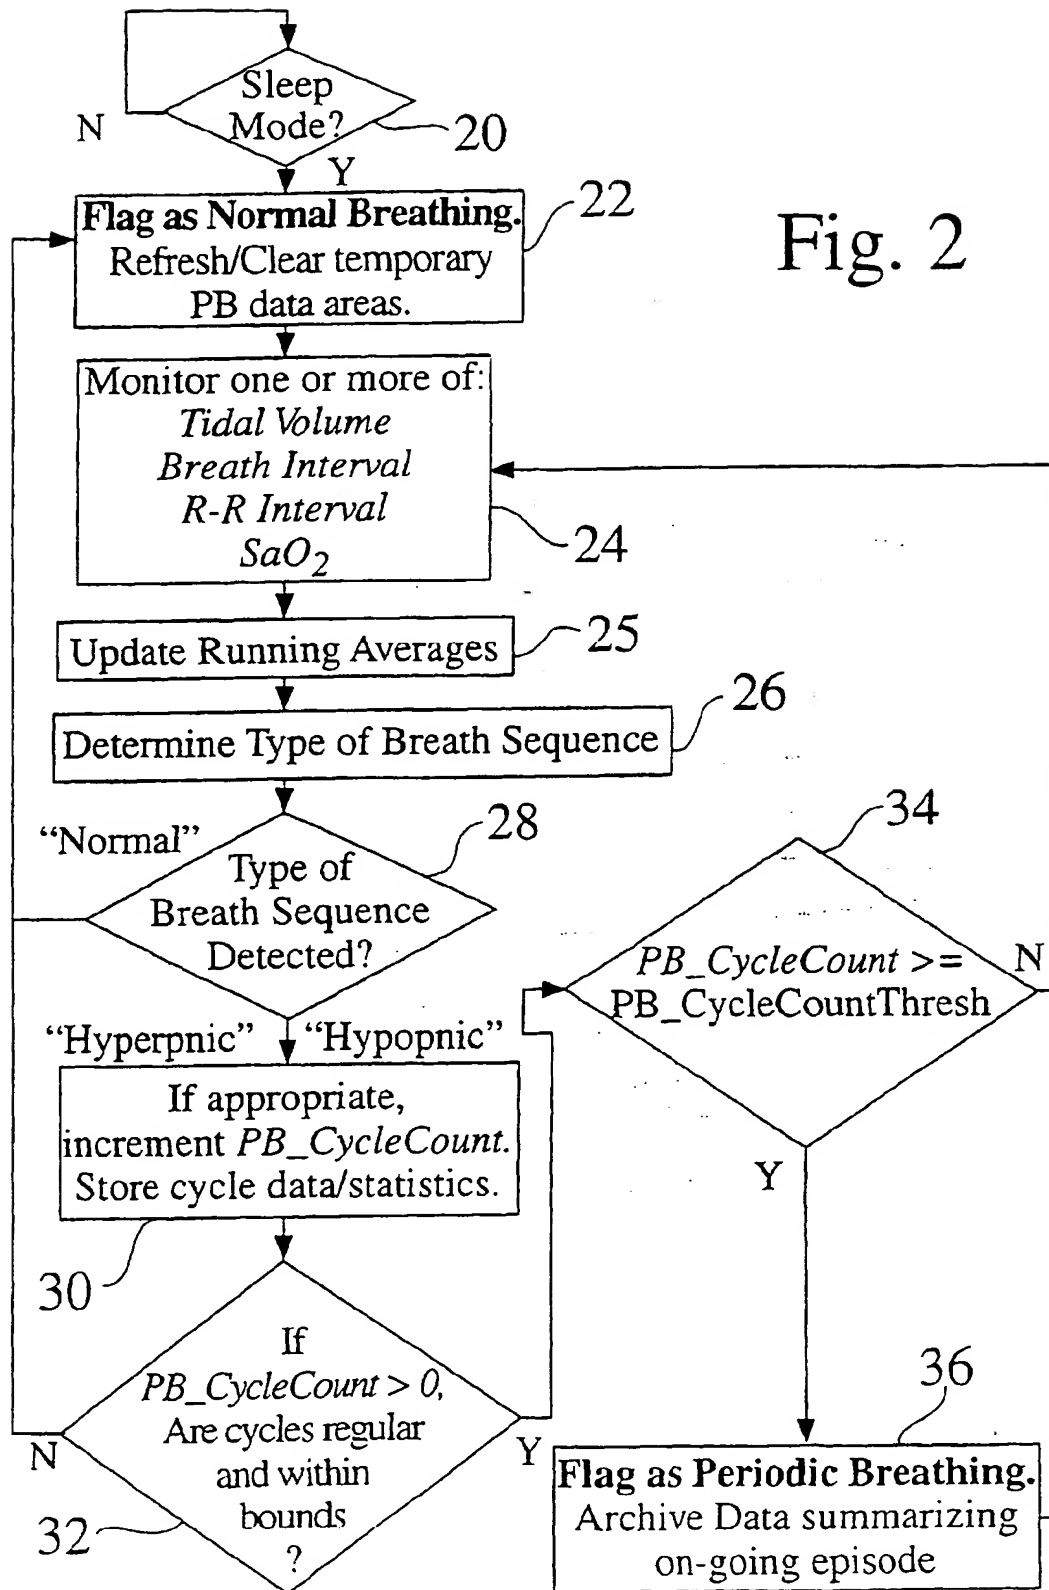 Sleep
Mode?
N
20
Y
Flag as Normal Breathing.
Refresh/Clear temporary
PB data areas.
22
Fig. 2
Monitor one or more of:
Tidal Volume
Breath Interval
R-R Interval
SaO2
24
Update Running Averages
25
Determine Type of Breath Sequence
26
"Normal"
28
Type of
Breath Sequence
Detected?
34
PB_CycleCount >=
PB_CycleCountThresh
N
Y
"Hyperpnic"
"Hypopnic"
If appropriate,
increment PB_CycleCount.
Store cycle data/statistics.
30
If
PB_CycleCount > 0,
Are cycles regular
and within
bounds
?
N
Y
32
36
Flag as Periodic Breathing.
Archive Data summarizing
on-going episode